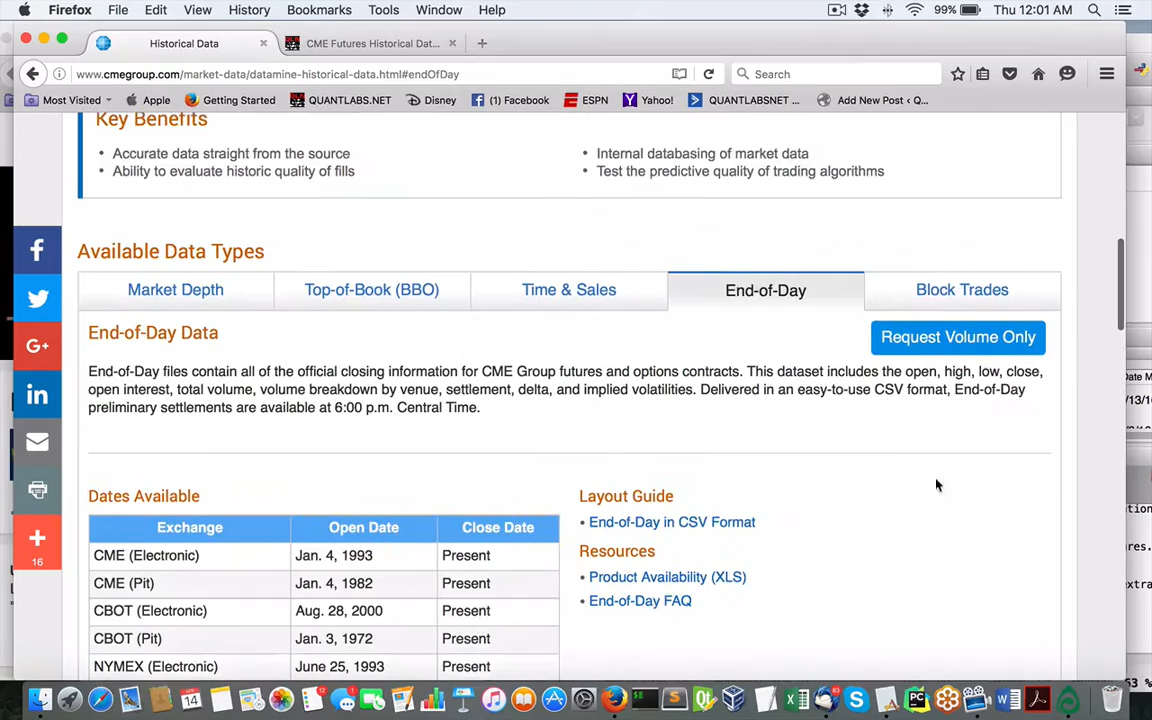 Firefox File Edit View History Bookmarks Tools Window Help 99% Thu 12:01 AM
Historical Data CME Futures Historical Dat...
www.cmegroup.com/market-data/datamine-historical-data.html#endOfDay Search
Most Visited Apple Getting Started QUANTLABS.NET Disney (1) Facebook ESPN Yahoo! QUANTLABSNET ... Add New Post ‹ Q...
Key Benefits
• Accurate data straight from the source
• Ability to evaluate historic quality of fills
• Internal databasing of market data
• Test the predictive quality of trading algorithms
Available Data Types
Market Depth Top-of-Book (BBO) Time & Sales End-of-Day Block Trades
End-of-Day Data
Request Volume Only
End-of-Day files contain all of the official closing information for CME Group futures and options contracts. This dataset includes the open, high, low, close,
open interest, total volume, volume breakdown by venue, settlement, delta, and implied volatilities. Delivered in an easy-to-use CSV format, End-of-Day
preliminary settlements are available at 6:00 p.m. Central Time.
Dates Available
Exchange Open Date Close Date
CME (Electronic) Jan. 4, 1993 Present
CME (Pit) Jan. 4, 1982 Present
CBOT (Electronic) Aug. 28, 2000 Present
CBOT (Pit) Jan. 3, 1972 Present
NYMEX (Electronic) June 25, 1993 Present
Layout Guide
• End-of-Day in CSV Format
Resources
• Product Availability (XLS)
• End-of-Day FAQ
16